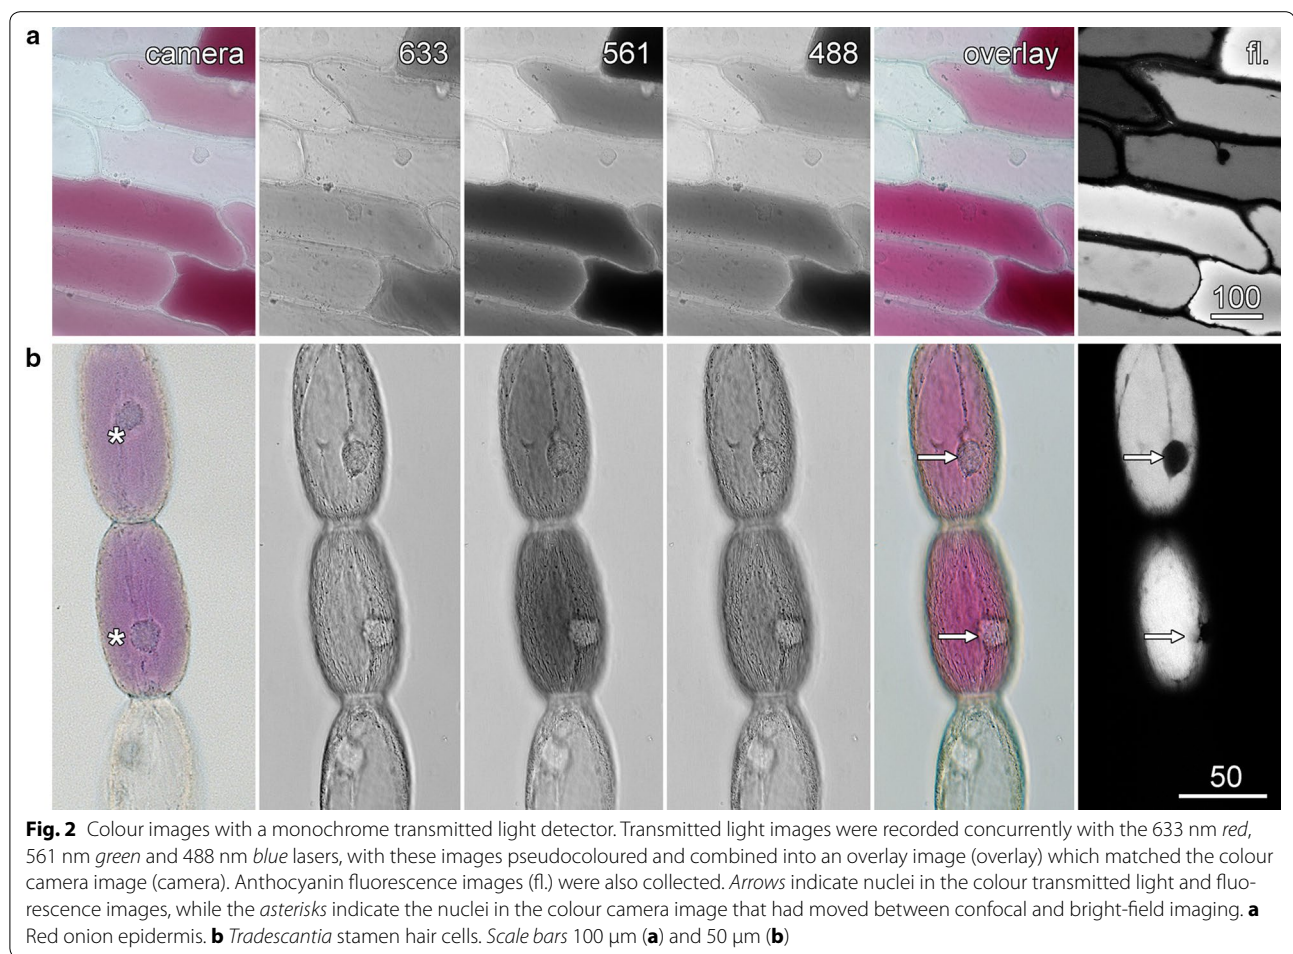 a
camera 633 561 488 overlay fl.
100
b
*
*
50
Fig. 2 Colour images with a monochrome transmitted light detector. Transmitted light images were recorded concurrently with the 633 nm red,
561 nm green and 488 nm blue lasers, with these images pseudocoloured and combined into an overlay image (overlay) which matched the colour
camera image (camera). Anthocyanin fluorescence images (fl.) were also collected. Arrows indicate nuclei in the colour transmitted light and fluo-
rescence images, while the asterisks indicate the nuclei in the colour camera image that had moved between confocal and bright-field imaging. a
Red onion epidermis. b Tradescantia stamen hair cells. Scale bars 100 µm (a) and 50 µm (b)